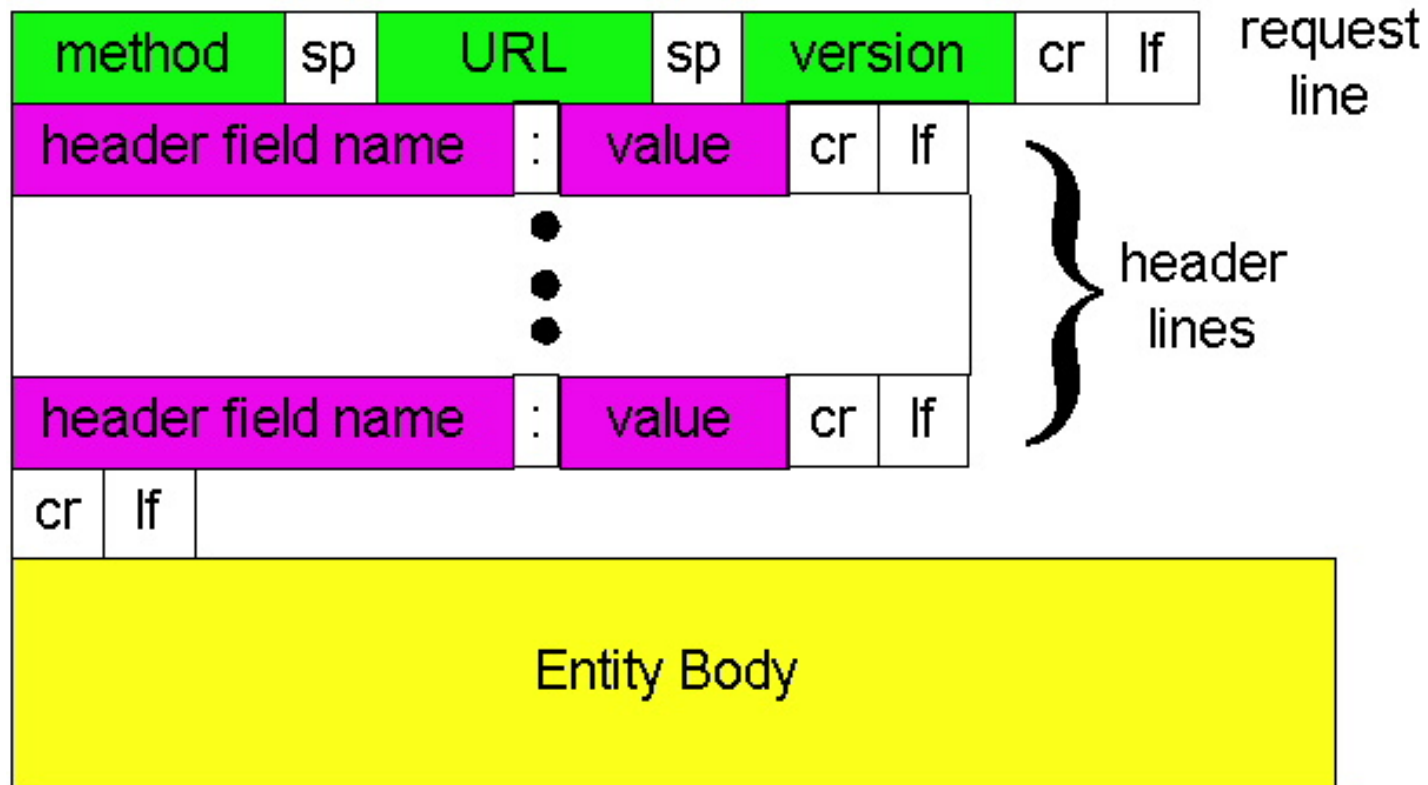 method sp URL sp version cr lf
request
line
header field name : value cr lf
header
lines
header field name : value cr lf
cr lf
Entity Body